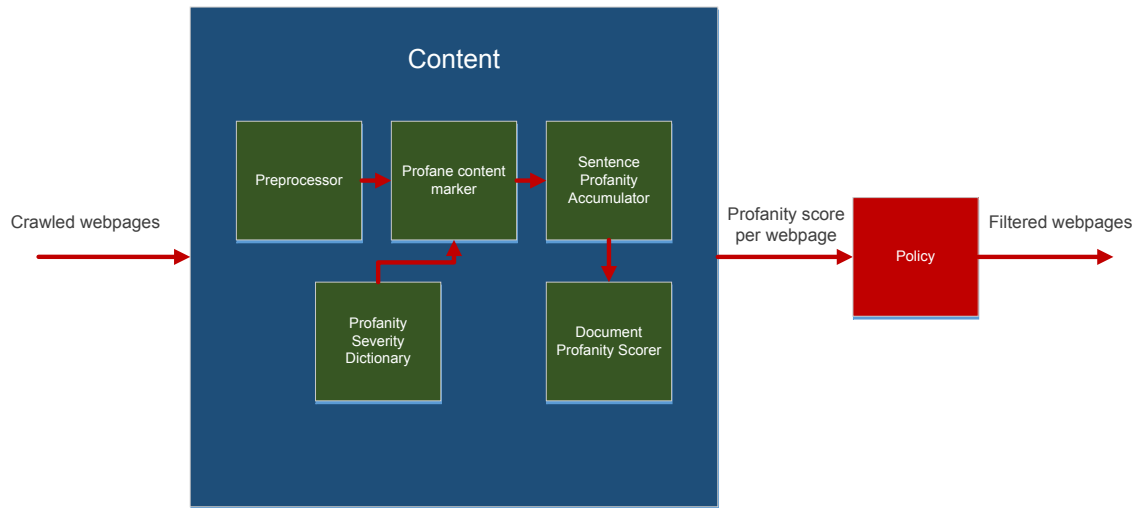 Content
Preprocessor
Profane content
marker
Sentence
Profanity
Accumulator
Crawled webpages
Profanity score
per webpage
Filtered webpages
Policy
Profanity
Severity
Dictionary
Document
Profanity Scorer